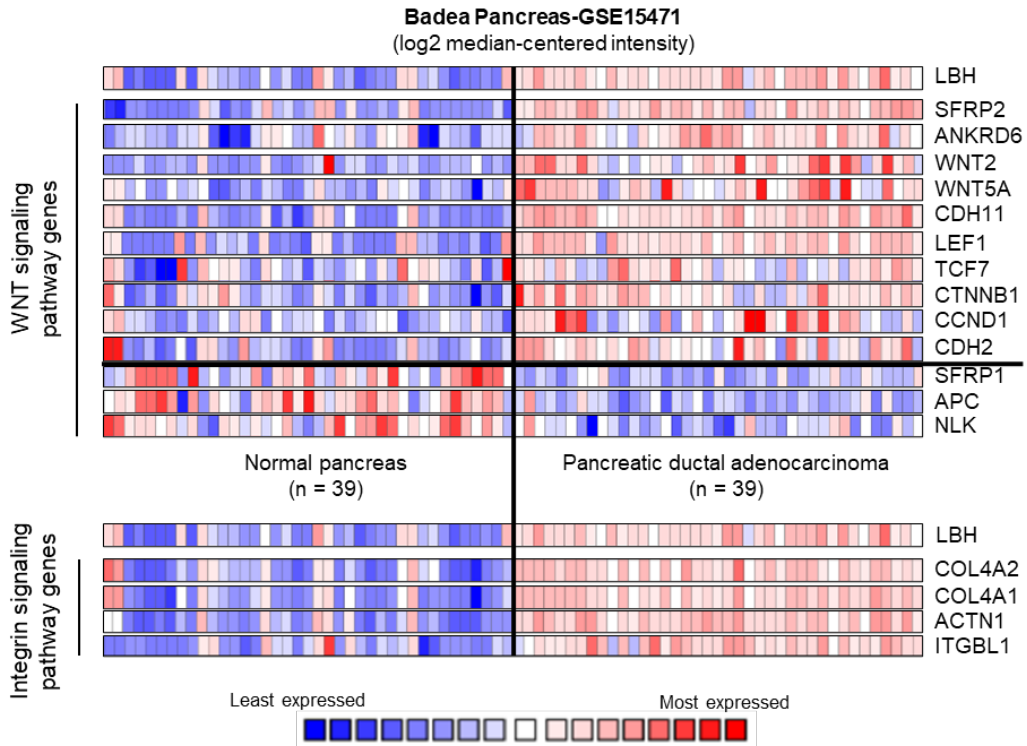 Badea Pancreas-GSE15471
(log2 median-centered intensity)
LBH
WNT signaling
pathway genes
SFRP2
ANKRD6
WNT2
WNT5A
CDH11
LEF1
TCF7
CTNNB1
CCND1
CDH2
SFRP1
APC
NLK
Normal pancreas
(n = 39)
Pancreatic ductal adenocarcinoma
(n = 39)
LBH
Integrin signaling
pathway genes
COL4A2
COL4A1
ACTN1
ITGBL1
Least expressed
Most expressed